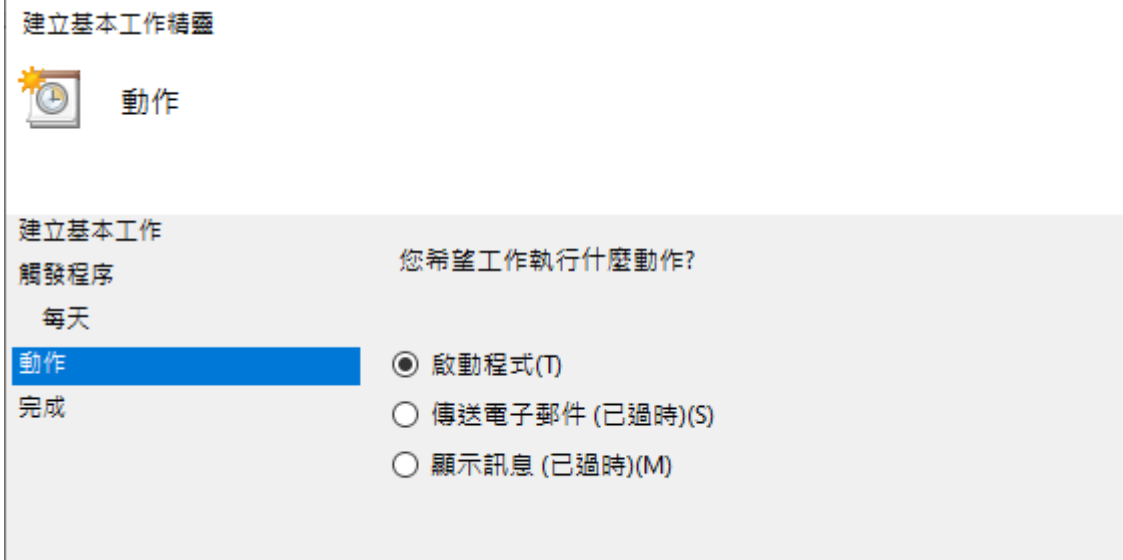 建立基本工作精靈
動作
建立基本工作
觸發程序
每天
動作
完成
您希望工作執行什麼動作?
啟動程式(T)
傳送電子郵件 (已過時)(S)
顯示訊息 (已過時)(M)